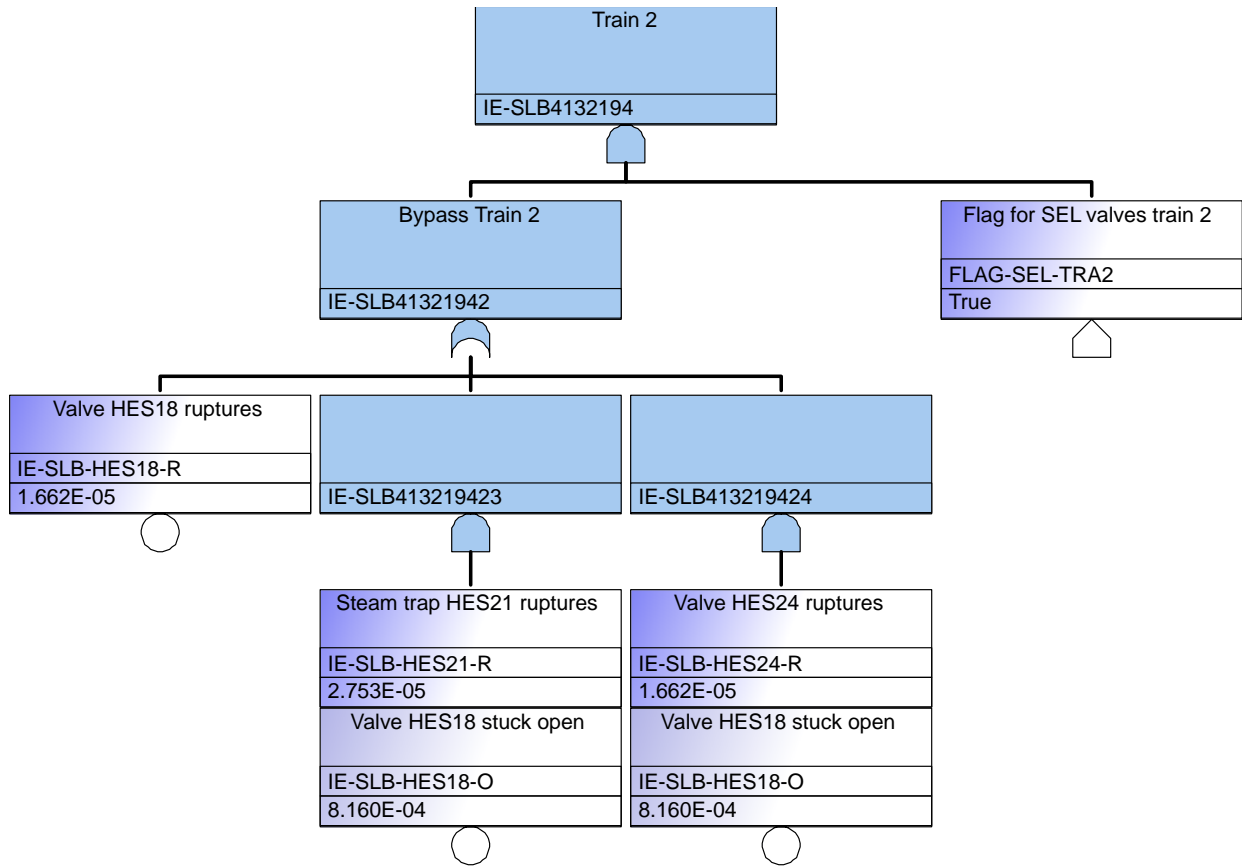 Train 2
IE-SLB4132194
Bypass Train 2
IE-SLB41321942
Flag for SEL valves train 2
FLAG-SEL-TRA2
True
Valve HES18 ruptures
IE-SLB-HES18-R
1.662E-05
IE-SLB413219423
IE-SLB413219424
Steam trap HES21 ruptures
IE-SLB-HES21-R
2.753E-05
Valve HES18 stuck open
IE-SLB-HES18-O
8.160E-04
Valve HES24 ruptures
IE-SLB-HES24-R
1.662E-05
Valve HES18 stuck open
IE-SLB-HES18-O
8.160E-04